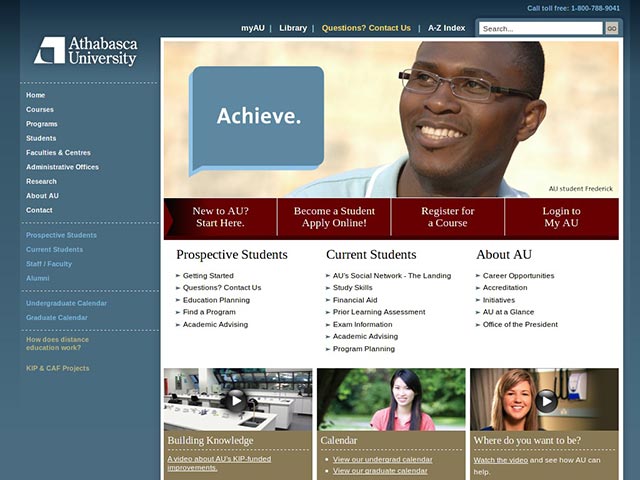 Call toll free: 1-800-788-9041
myAU | Library | Questions? Contact Us | A-Z Index
Search...
GO
Athabasca
University
Home
Courses
Programs
Students
Faculties & Centres
Administrative Offices
Research
About AU
Contact
Prospective Students
Current Students
Staff / Faculty
Alumni
Undergraduate Calendar
Graduate Calendar
How does distance
education work?
KIP & CAF Projects
Achieve.
AU student Frederick
New to AU?
Start Here.
Become a Student
Apply Online!
Register for
a Course
Login to
My AU
Prospective Students
Getting Started
Questions? Contact Us
Education Planning
Find a Program
Academic Advising
Current Students
AU's Social Network - The Landing
Study Skills
Financial Aid
Prior Learning Assessment
Exam Information
Academic Advising
Program Planning
About AU
Career Opportunities
Accreditation
Initiatives
AU at a Glance
Office of the President
Building Knowledge
A video about AU's KIP-funded
improvements.
Calendar
View our undergrad calendar
View our graduate calendar
Where do you want to be?
Watch the video and see how AU can
help.